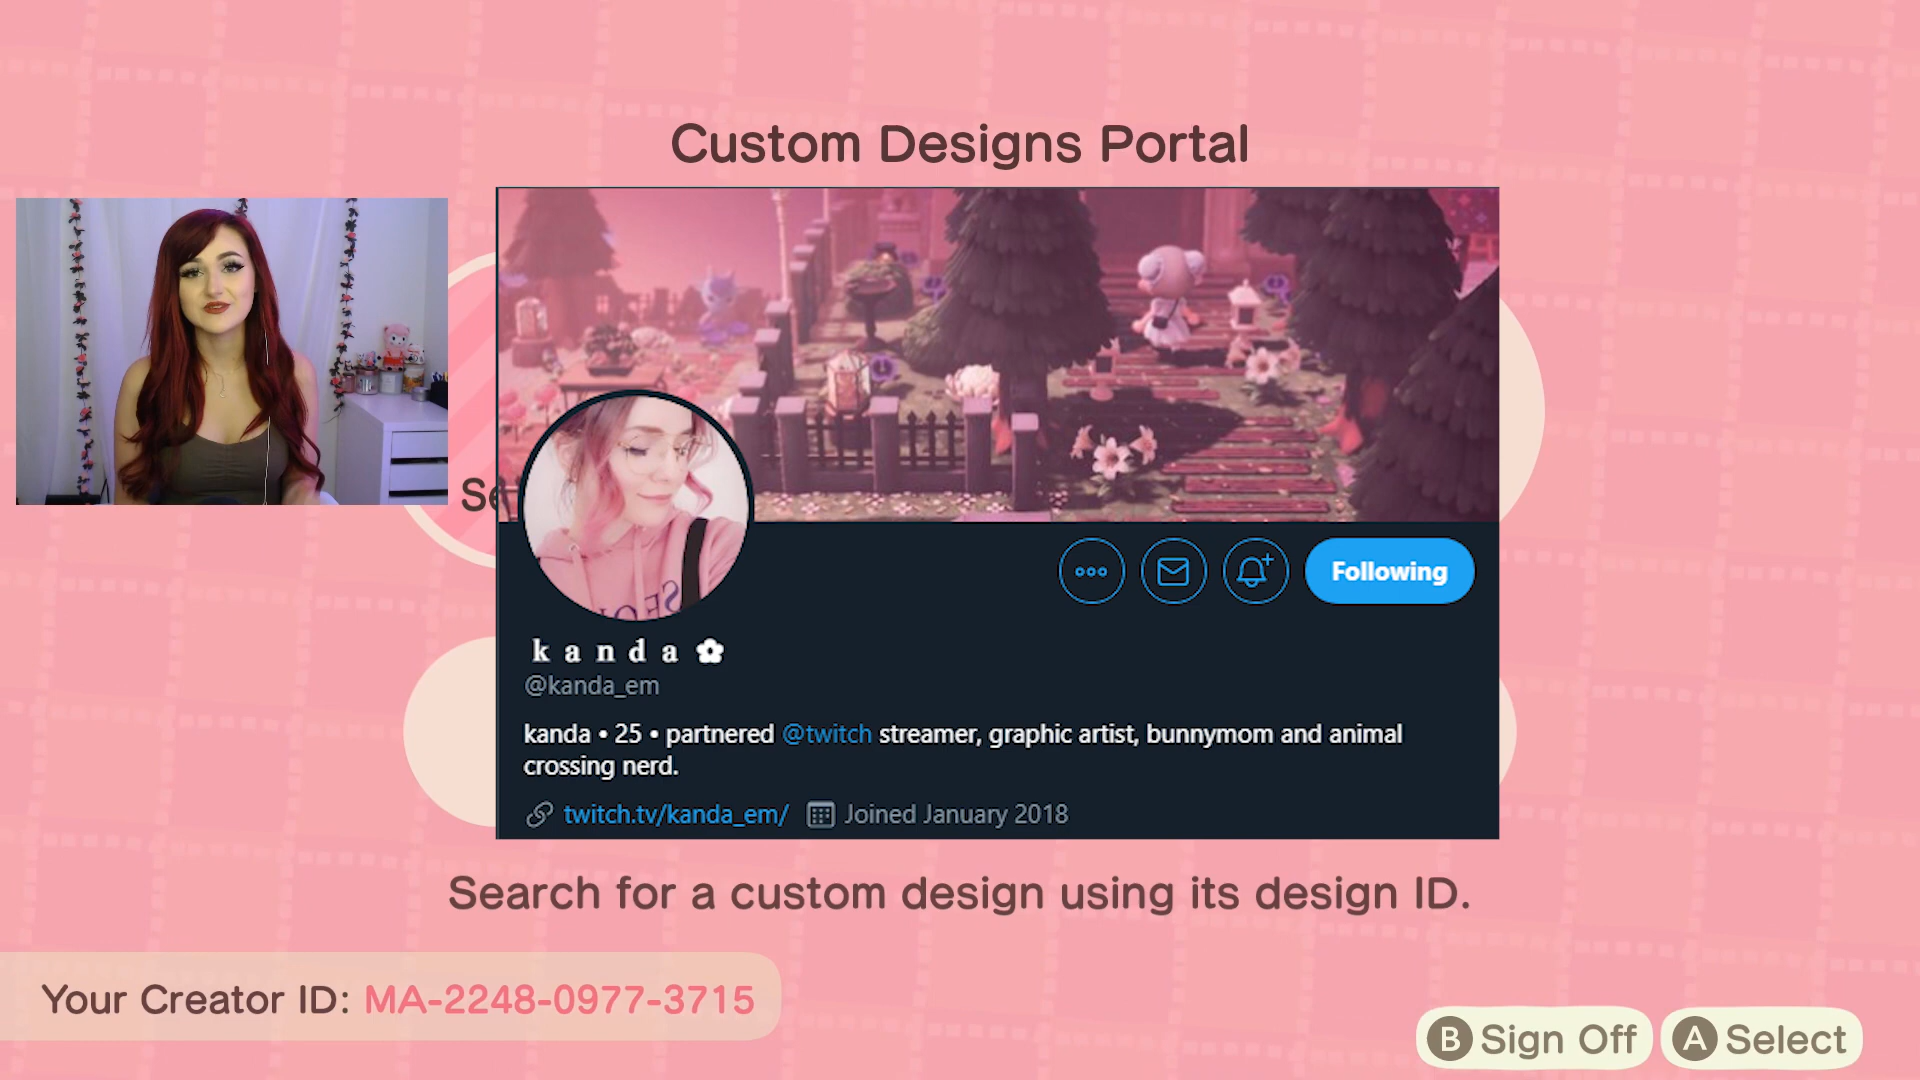 Custom Designs Portal
Se
k a n d a ✿
@kanda_em
Following
kanda • 25 • partnered @twitch streamer, graphic artist, bunnymom and animal
crossing nerd.
twitch.tv/kanda_em/ Joined January 2018
Search for a custom design using its design ID.
Your Creator ID: MA-2248-0977-3715
B Sign Off A Select